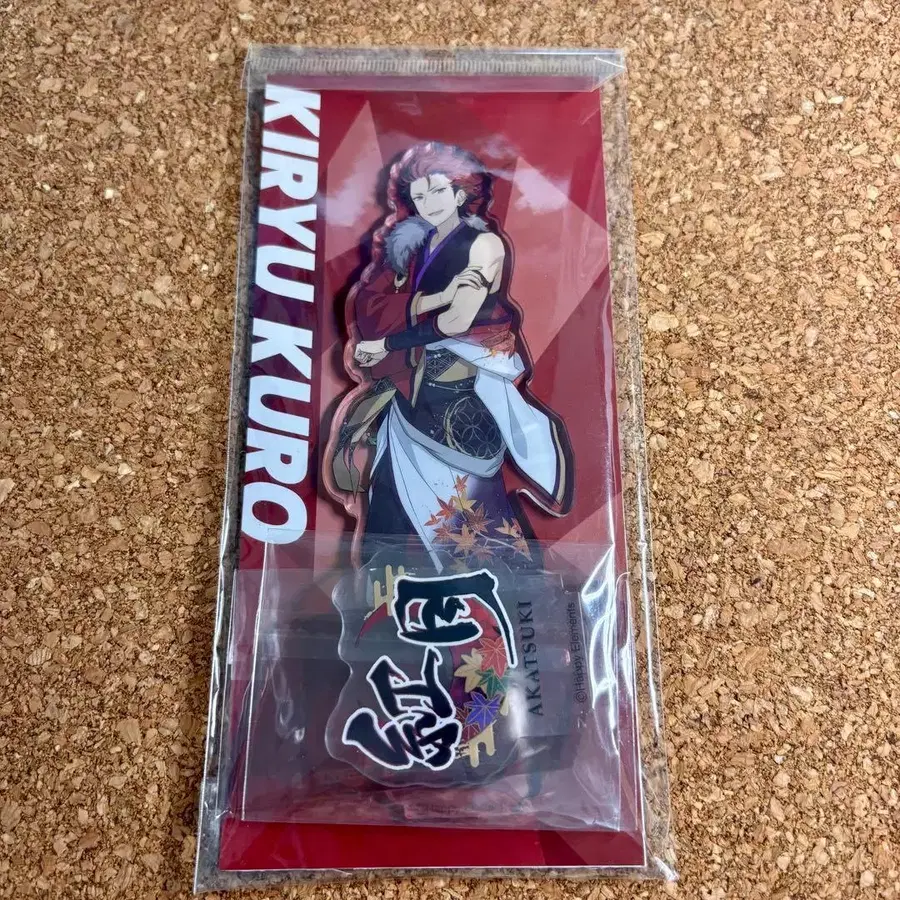 KIRYU KURO
紅月
AKATSUKI
©Happy Elements